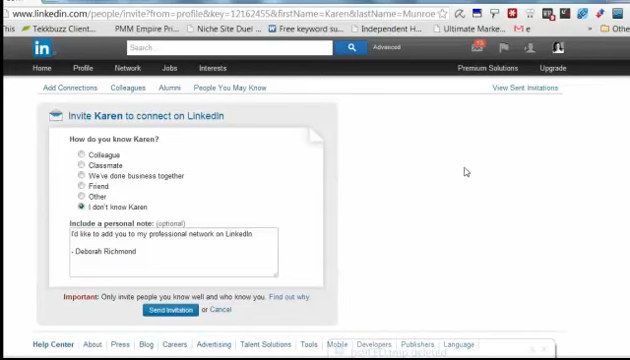 www.linkedin.com/people/invite?from=profile&key=12162455&firstName=Karen&lastName=Munroe
This Tekkbuzz Client... PMM Empire Pri... Niche Site Duel ... Free keyword su... Independent H... Ultimate Marke... M e » Other
in Search... Advanced
Home Profile Network Jobs Interests Premium Solutions Upgrade
Add Connections Colleagues Alumni People You May Know View Sent Invitations
Invite Karen to connect on LinkedIn
How do you know Karen?
Colleague
Classmate
We've done business together
Friend
Other
I don't know Karen
Include a personal note: (optional)
I'd like to add you to my professional network on LinkedIn.
- Deborah Richmond
Important: Only invite people you know well and who know you. Find out why.
Send Invitation or Cancel
Help Center About Press Blog Careers Advertising Talent Solutions Tools Mobile Developers Publishers Language